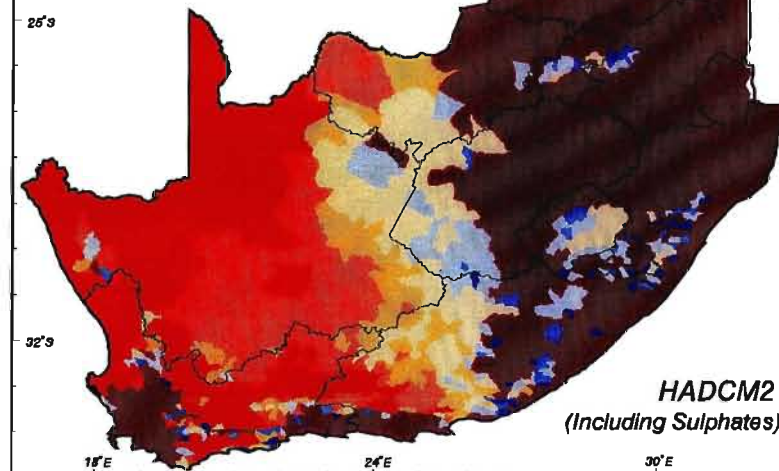 25°S
32°S
HADCM2
(Including Sulphates)
18°E
24°E
30°E